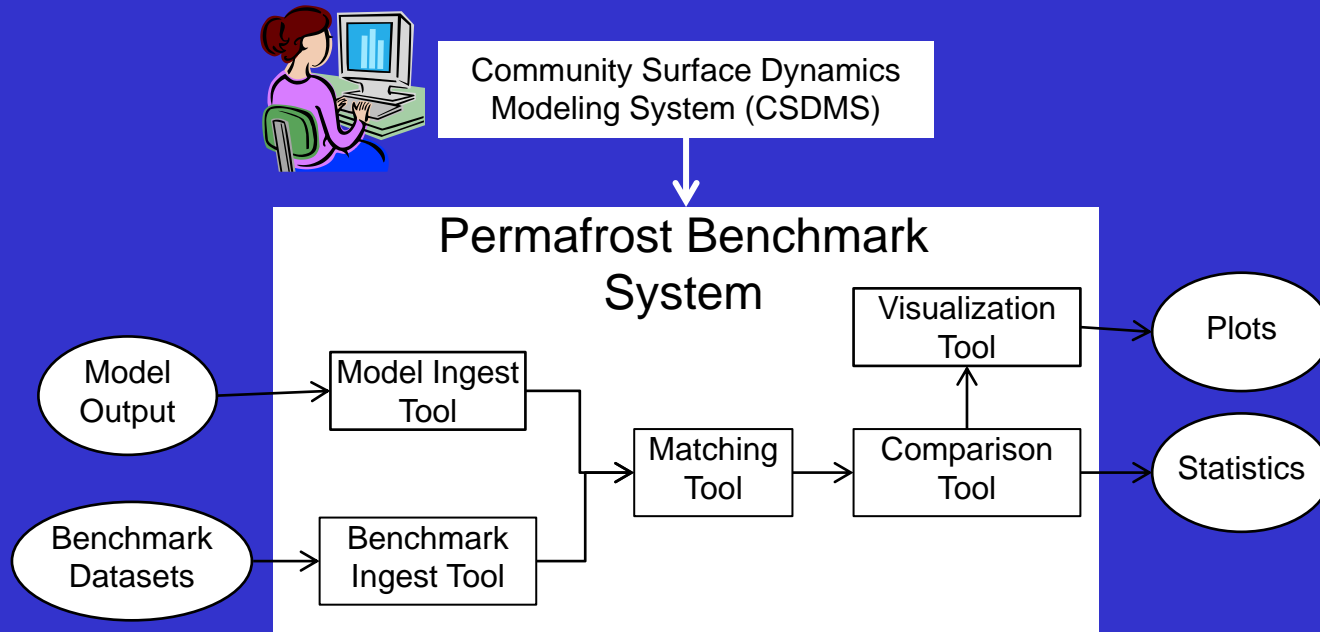 Community Surface Dynamics
Modeling System (CSDMS)
Permafrost Benchmark
System
Visualization
Tool
Plots
Model
Output
Model Ingest
Tool
Matching
Tool
Comparison
Tool
Statistics
Benchmark
Datasets
Benchmark
Ingest Tool